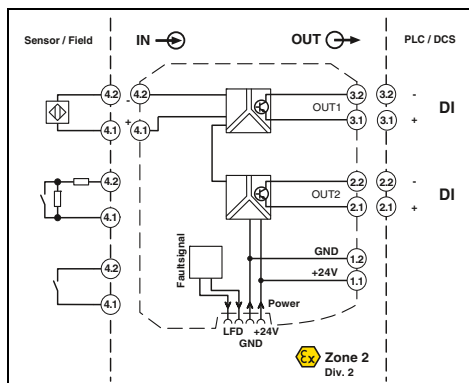 Sensor / Field
IN
OUT
PLC / DCS
4.2
4.1
-
4.2
+
4.1
OUT1
3.2
3.1
3.2
-
3.1
+
DI
4.2
4.1
OUT2
2.2
2.1
2.2
-
2.1
+
DI
4.2
4.1
Faultsignal
GND
1.2
+24V
1.1
Power
LFD
+24V
GND
Ex
Zone 2
Div. 2